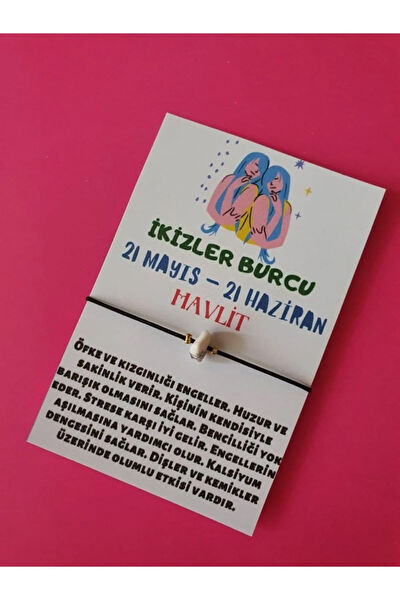 İKİZLER BURCU
21 MAYIS – 21 HAZİRAN
HAVLİT
ÖFKE VE KIZGINLIĞI ENGELLER. HUZUR VE
SAKİNLİK VERİR. KİŞİNİN KENDİSİYLE
BARIŞIK OLMASINI SAĞLAR. BENCİLLİĞİ YOK
EDER. STRESE KARŞI İYİ GELİR. ENGELLERİN
AŞILMASINA YARDIMCI OLUR. KALSİYUM
DENGESİNİ SAĞLAR. DİŞLER VE KEMİKLER
ÜZERİNDE OLUMLU ETKİSİ VARDIR.